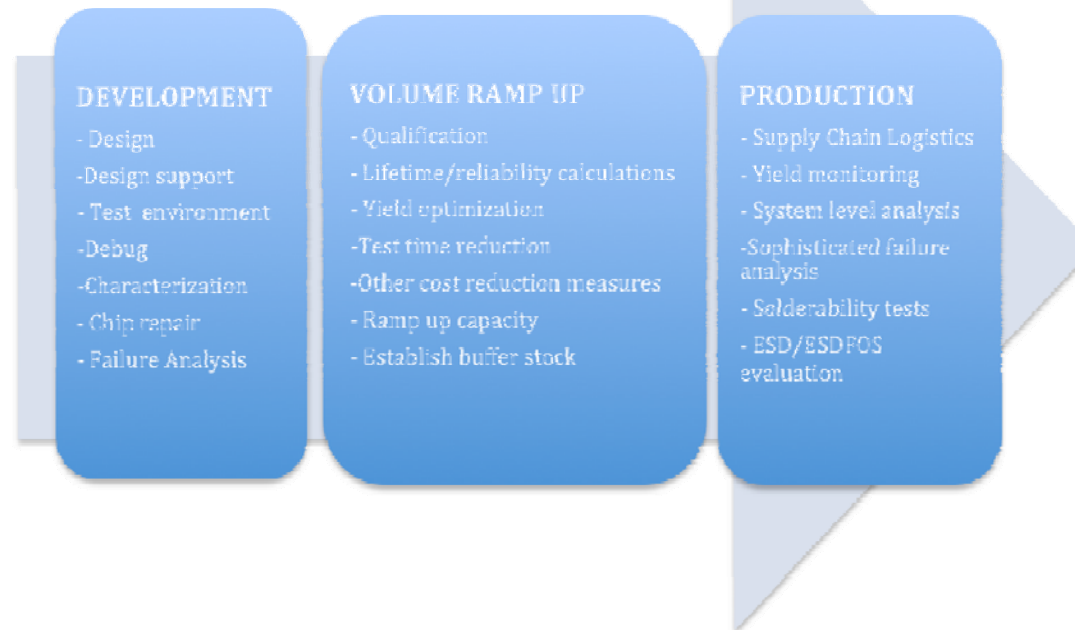 DEVELOPMENT
- Design
-Design support
- Test environment
-Debug
-Characterization
- Chip repair
- Failure Analysis
VOLUME RAMP UP
- Qualification
- Lifetime/reliability calculations
- Yield optimization
-Test time reduction
-Other cost reduction measures
- Ramp up capacity
- Establish buffer stock
PRODUCTION
- Supply Chain Logistics
- Yield monitoring
- System level analysis
-Sophisticated failure
analysis
- Solderability tests
- ESD/ESDFOS
evaluation